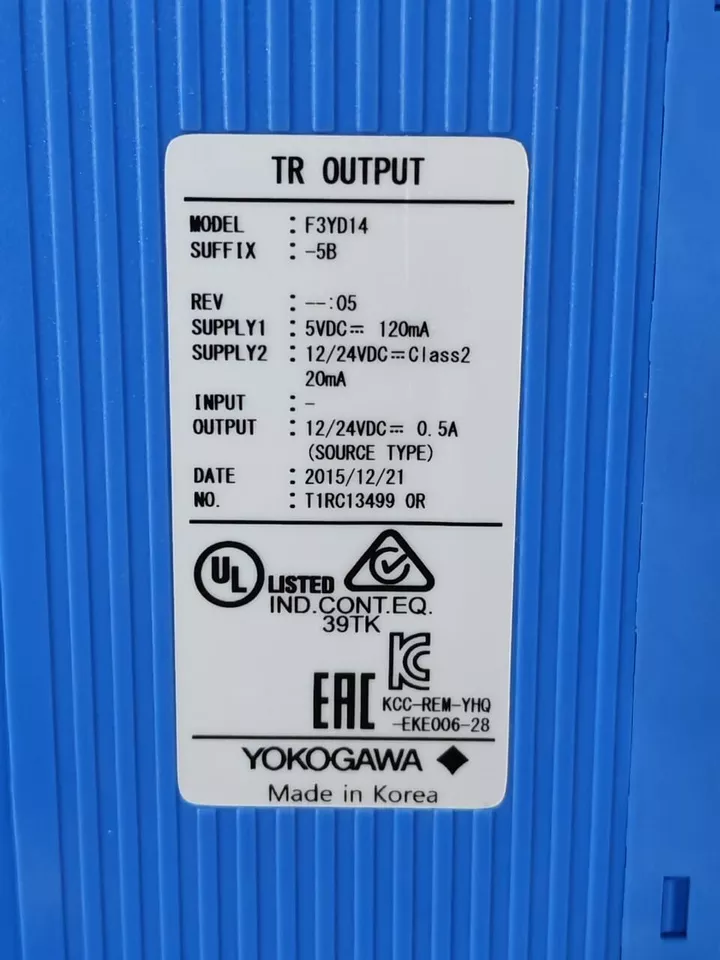 TR OUTPUT
MODEL : F3YD14
SUFFIX : -5B
REV : --:05
SUPPLY1 : 5VDC⎓ 120mA
SUPPLY2 : 12/24VDC⎓Class2
20mA
INPUT : -
OUTPUT : 12/24VDC⎓ 0.5A
(SOURCE TYPE)
DATE : 2015/12/21
NO. : T1RC13499 0R
UL LISTED
IND.CONT.EQ.
39TK
KC
EAC KCC-REM-YHQ
-EKE006-28
YOKOGAWA ◆
Made in Korea